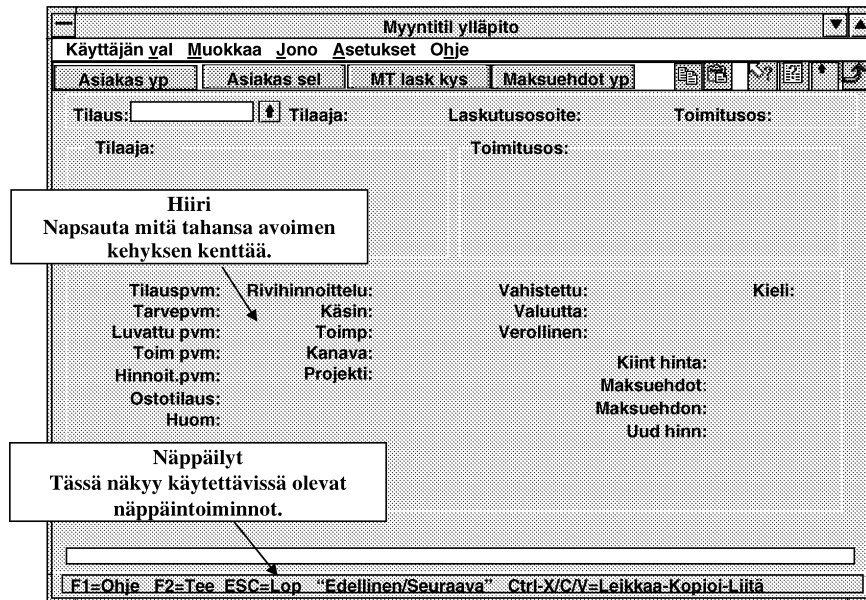 Myyntitil ylläpito
Käyttäjän val Muokkaa Jono Asetukset Ohje
Asiakas yp Asiakas sel MT lask kys Maksuehdot yp
Tilaus: Tilaaja: Laskutusosoite: Toimitusos:
Tilaaja: Toimitusos:
Hiiri
Napsauta mitä tahansa avoimen
kehyksen kenttää.
Tilauspvm: Rivihinnoittelu: Vahistettu: Kieli:
Tarvepvm: Käsin: Valuutta:
Luvattu pvm: Toimp: Verollinen:
Toim pvm: Kanava: Kiint hinta:
Hinnoit.pvm: Projekti: Maksuehdot:
Ostotilaus: Maksuehdon:
Huom: Uud hinn:
Näppäilyt
Tässä näkyy käytettävissä olevat
näppäintoiminnot.
F1=Ohje F2=Tee ESC=Lop “Edellinen/Seuraava” Ctrl-X/C/V=Leikkaa-Kopioi-Liitä